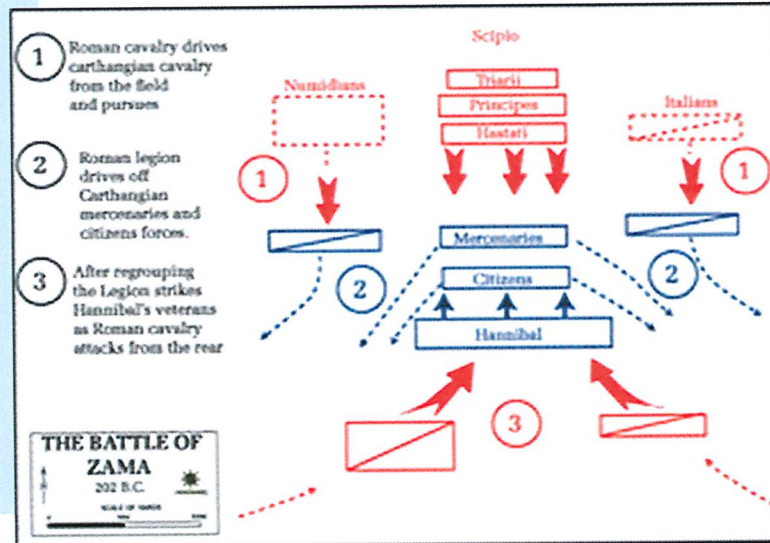 1
Roman cavalry drives
carthangian cavalry
from the field
and pursues
2
Roman legion
drives off
Carthangian
mercenaries and
citizens forces.
3
After regrouping
the Legion strikes
Hannibal's veterans
as Roman cavalry
attacks from the rear
Scipio
Numidians
Triarii
Principes
Hastati
Italians
1
1
Mercenaries
2
Citizens
2
Hannibal
3
THE BATTLE OF
ZAMA
202 B.C.